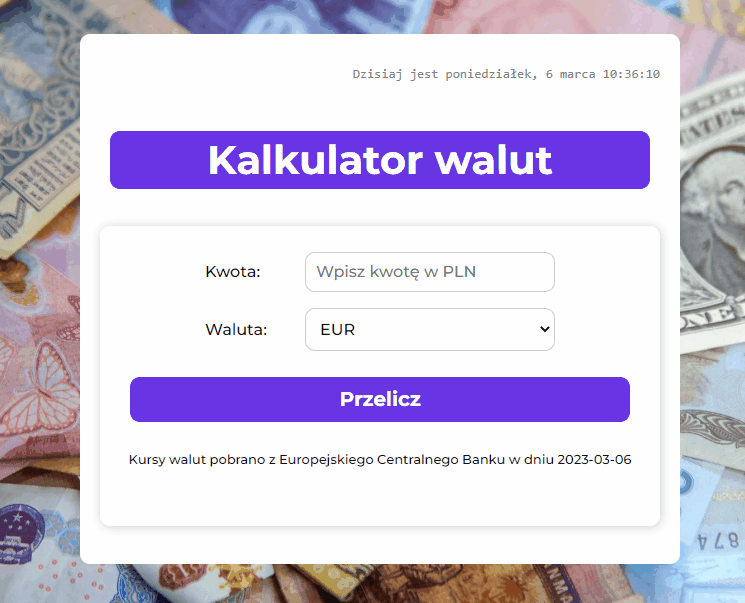 Dzisiaj jest poniedziałek, 6 marca 10:36:10
Kalkulator walut
Kwota:
Wpisz kwotę w PLN
Waluta:
EUR
Przelicz
Kursy walut pobrano z Europejskiego Centralnego Banku w dniu 2023-03-06
874